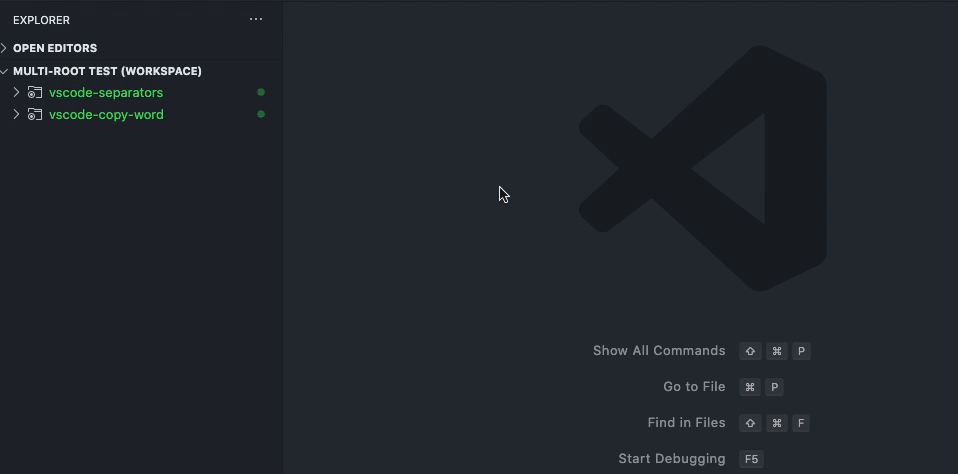 EXPLORER
OPEN EDITORS
MULTI-ROOT TEST (WORKSPACE)
vscode-separators
vscode-copy-word
Show All Commands ⇧ ⌘ P
Go to File ⌘ P
Find in Files ⇧ ⌘ F
Start Debugging F5